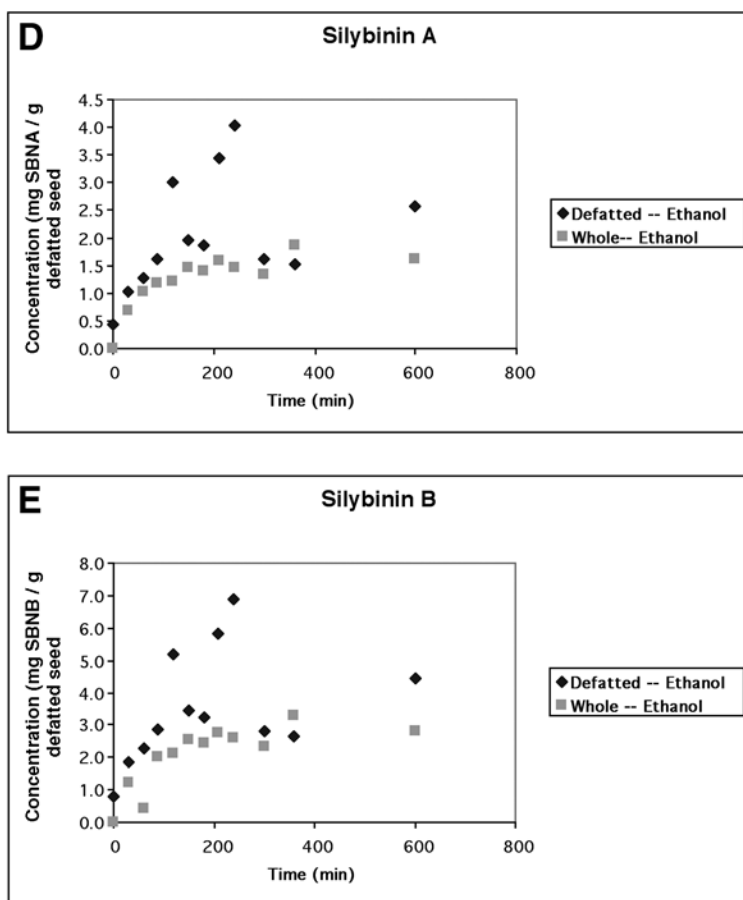 D
Silybinin A
Concentration (mg SBNA / g
defatted seed
4.5
4.0
3.5
3.0
2.5
2.0
1.5
1.0
0.5
0.0
0
200
400
600
800
Time (min)
Defatted -- Ethanol
Whole-- Ethanol
E
Silybinin B
Concentration (mg SBNB / g
defatted seed
8.0
7.0
6.0
5.0
4.0
3.0
2.0
1.0
0.0
0
200
400
600
800
Time (min)
Defatted -- Ethanol
Whole -- Ethanol